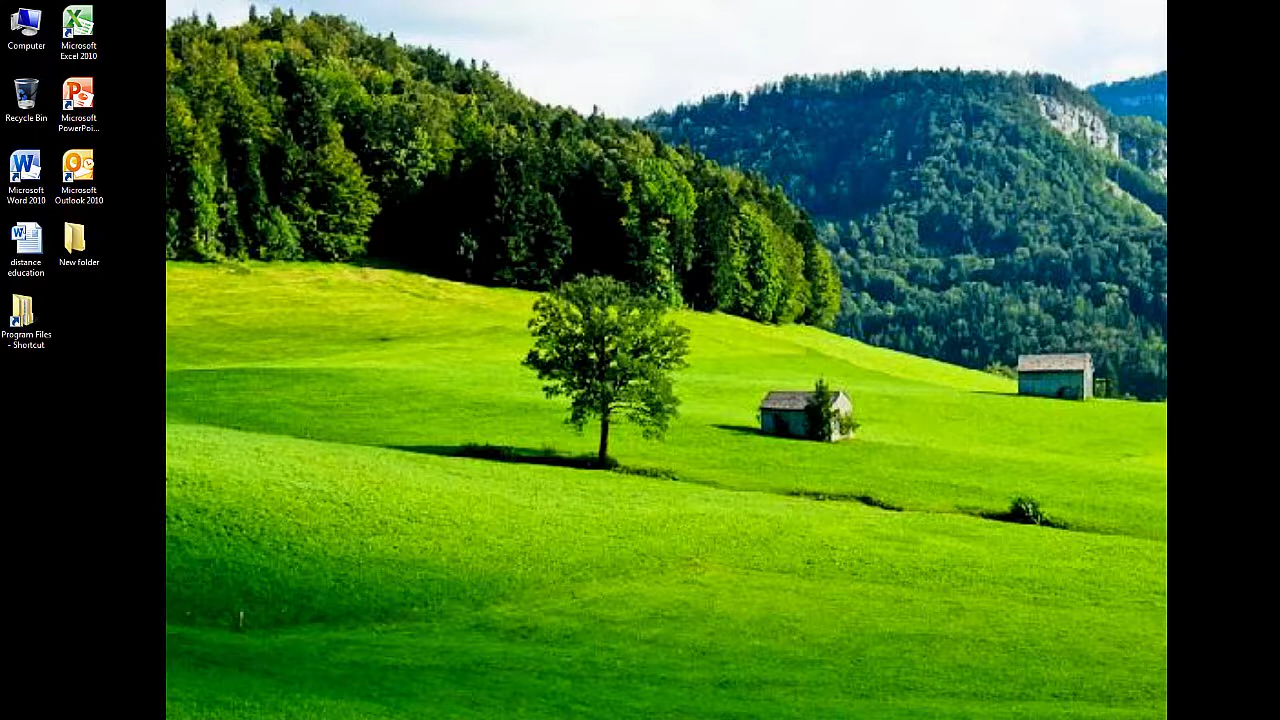 Computer
Microsoft
Excel 2010
Recycle Bin
Microsoft
PowerPoi...
Microsoft
Word 2010
Microsoft
Outlook 2010
distance
education
New folder
Program Files
- Shortcut